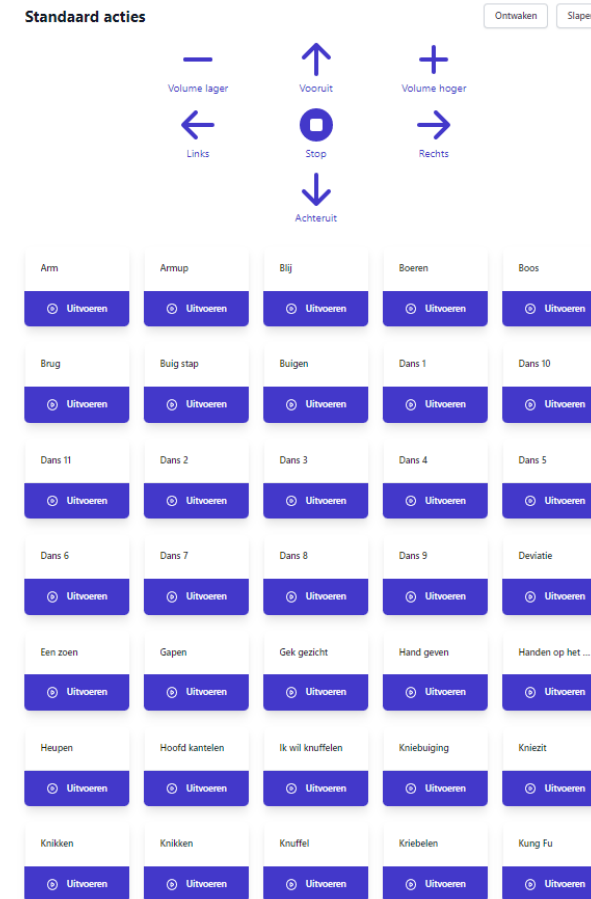 Standaard acties
Ontwaken
Volume lager
Vooruit
Volume hoger
Links
Stop
Rechts
Achteruit
Arm Armup Blij Boeren Boos
Uitvoeren Uitvoeren Uitvoeren Uitvoeren Uitvoeren
Brug Buig stap Buigen Dans 1 Dans 10
Uitvoeren Uitvoeren Uitvoeren Uitvoeren Uitvoeren
Dans 11 Dans 2 Dans 3 Dans 4 Dans 5
Uitvoeren Uitvoeren Uitvoeren Uitvoeren Uitvoeren
Dans 6 Dans 7 Dans 8 Dans 9 Deviatie
Uitvoeren Uitvoeren Uitvoeren Uitvoeren Uitvoeren
Een zoen Gapen Gek gezicht Hand geven Handen op het ...
Uitvoeren Uitvoeren Uitvoeren Uitvoeren Uitvoeren
Heupen Hoofd kantelen Ik wil knuffelen Kniebuiging Kniezit
Uitvoeren Uitvoeren Uitvoeren Uitvoeren Uitvoeren
Knikken Knikken Knuffel Kriebelen Kung Fu
Uitvoeren Uitvoeren Uitvoeren Uitvoeren Uitvoeren